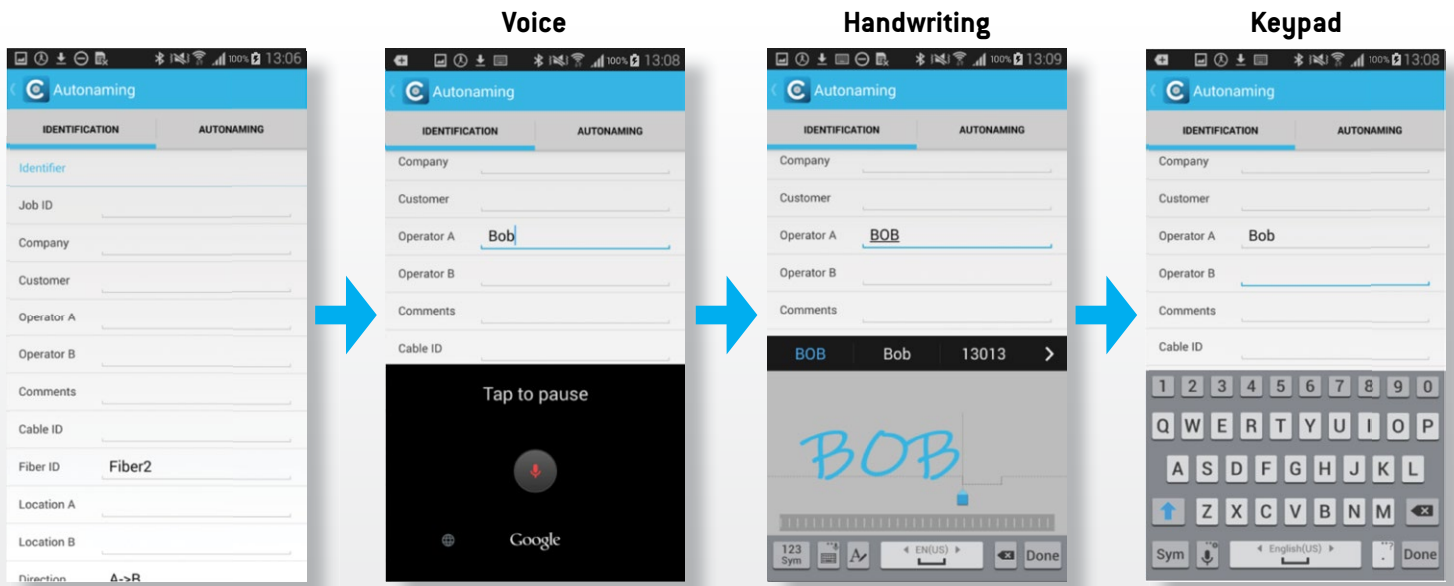 Voice
Handwriting
Keypad
100% 13:06
Autonaming
IDENTIFICATION AUTONAMING
Identifier
Job ID
Company
Customer
Operator A
Operator B
Comments
Cable ID
Fiber ID Fiber2
Location A
Location B
Direction A->B
100% 13:08
Autonaming
IDENTIFICATION AUTONAMING
Company
Customer
Operator A Bob
Operator B
Comments
Cable ID
Tap to pause
Google
100% 13:09
Autonaming
IDENTIFICATION AUTONAMING
Company
Customer
Operator A BOB
Operator B
Comments
BOB Bob 13013 >
BOB
123
Sym EN(US) Done
100% 13:08
Autonaming
IDENTIFICATION AUTONAMING
Company
Customer
Operator A Bob
Operator B
Comments
Cable ID
1 2 3 4 5 6 7 8 9 0
Q W E R T Y U I O P
A S D F G H J K L
Z X C V B N M
Sym English(US) . Done